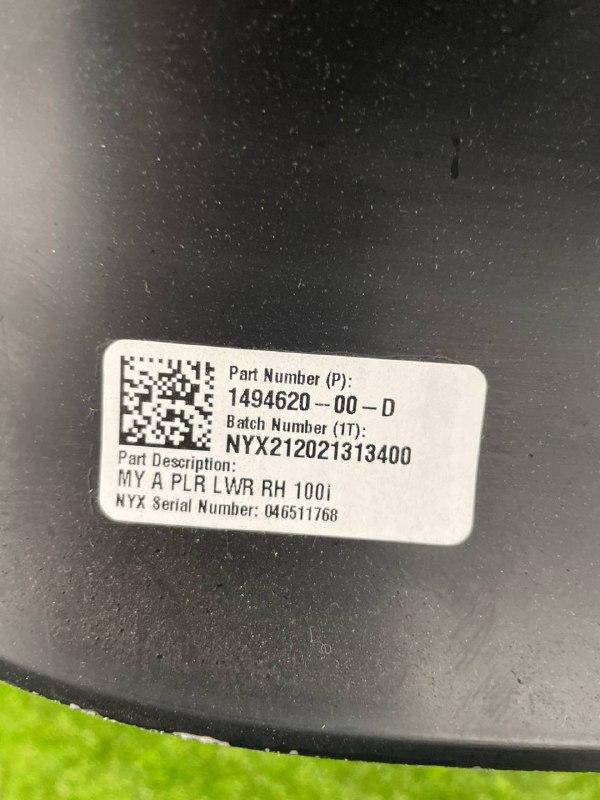 Part Number (P):
1494620-00-D
Batch Number (1T):
NYX212021313400
Part Description:
MY A PLR LWR RH 100i
NYX Serial Number: 046511768